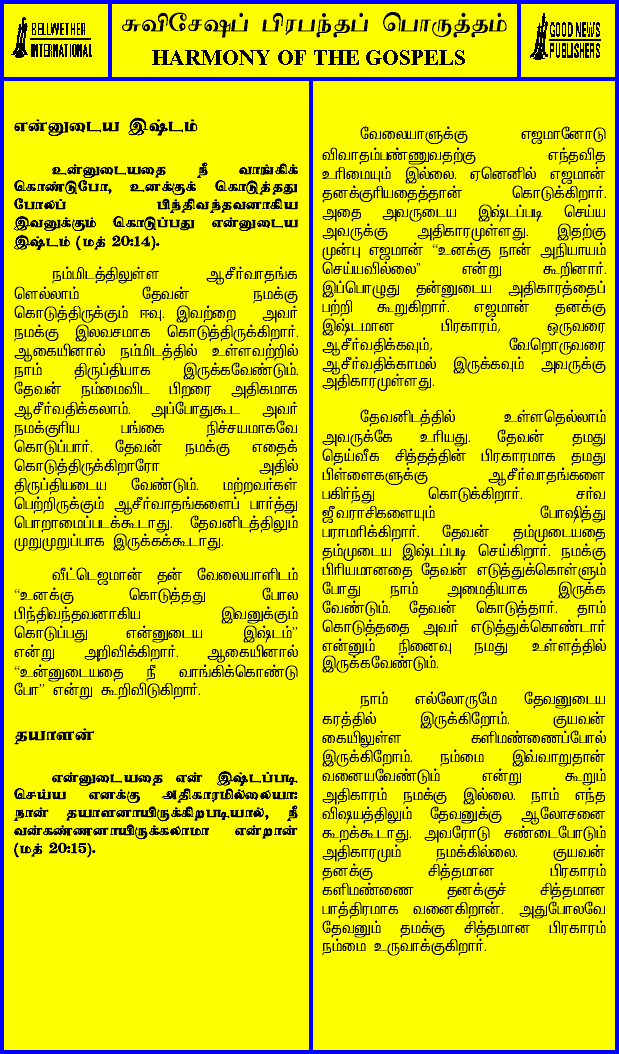 BELLWETHER
INTERNATIONAL
சுவிசேஷப் பிரபந்தப் பொருத்தம்
HARMONY OF THE GOSPELS
GOOD NEWS
PUBLISHERS
என்னுடைய இஷ்டம்
உன்னுடையதை நீ வாங்கிக்
கொண்டுபோ, உனக்குக் கொடுத்தது
போலப் பிந்திவந்தவனாகிய
இவனுக்கும் கொடுப்பது என்னுடைய
இஷ்டம் (மத் 20:14).
நம்மிடத்திலுள்ள ஆசீர்வாதங்க
ளெல்லாம் தேவன் நமக்கு
கொடுத்திருக்கும் ஈவு. இவற்றை அவர்
நமக்கு இலவசமாக கொடுத்திருக்கிறார்.
ஆகையினால் நம்மிடத்தில் உள்ளவற்றில்
நாம் திருப்தியாக இருக்கவேண்டும்.
தேவன் நம்மைவிட பிறரை அதிகமாக
ஆசீர்வதிக்கலாம். அப்போதுகூட அவர்
நமக்குரிய பங்கை நிச்சயமாகவே
கொடுப்பார். தேவன் நமக்கு எதைக்
கொடுத்திருக்கிறாரோ அதில்
திருப்தியடைய வேண்டும். மற்றவர்கள்
பெற்றிருக்கும் ஆசீர்வாதங்களைப் பார்த்து
பொறாமைப்படக்கூடாது. தேவனிடத்திலும்
முறுமுறுப்பாக இருக்கக்கூடாது.
வீட்டெஜமான் தன் வேலையாளிடம்
“உனக்கு கொடுத்தது போல
பிந்திவந்தவனாகிய இவனுக்கும்
கொடுப்பது என்னுடைய இஷ்டம்”
என்று அறிவிக்கிறார். ஆகையினால்
“உன்னுடையதை நீ வாங்கிக்கொண்டு
போ” என்று கூறிவிடுகிறார்.
தயாளன்
என்னுடையதை என் இஷ்டப்படி
செய்ய எனக்கு அதிகாரமில்லையா:
நான் தயாளனாயிருக்கிறபடியால், நீ
வன்கண்ணனாயிருக்கலாமா என்றான்
(மத் 20:15).
வேலையாளுக்கு எஜமானோடு
விவாதம்பண்ணுவதற்கு எந்தவித
உரிமையும் இல்லை. ஏனெனில் எஜமான்
தனக்குரியதைத்தான் கொடுக்கிறார்.
அதை அவருடைய இஷ்டப்படி செய்ய
அவருக்கு அதிகாரமுள்ளது. இதற்கு
முன்பு எஜமான் “உனக்கு நான் அநியாயம்
செய்யவில்லை” என்று கூறினார்.
இப்பொழுது தன்னுடைய அதிகாரத்தைப்
பற்றி கூறுகிறார். எஜமான் தனக்கு
இஷ்டமான பிரகாரம், ஒருவரை
ஆசீர்வதிக்கவும், வேறொருவரை
ஆசீர்வதிக்காமல் இருக்கவும் அவருக்கு
அதிகாரமுள்ளது.
தேவனிடத்தில் உள்ளதெல்லாம்
அவருக்கே உரியது. தேவன் தமது
தெய்வீக சித்தத்தின் பிரகாரமாக தமது
பிள்ளைகளுக்கு ஆசீர்வாதங்களை
பகிர்ந்து கொடுக்கிறார். சர்வ
ஜீவராசிகளையும் போஷித்து
பராமரிக்கிறார். தேவன் தம்முடையதை
தம்முடைய இஷ்டப்படி செய்கிறார். நமக்கு
பிரியமானதை தேவன் எடுத்துக்கொள்ளும்
போது நாம் அமைதியாக இருக்க
வேண்டும். தேவன் கொடுத்தார். தாம்
கொடுத்ததை அவர் எடுத்துக்கொண்டார்
என்னும் நினைவு நமது உள்ளத்தில்
இருக்கவேண்டும்.
நாம் எல்லோருமே தேவனுடைய
கரத்தில் இருக்கிறோம். குயவன்
கையிலுள்ள களிமண்ணைப்போல்
இருக்கிறோம். நம்மை இவ்வாறுதான்
வனையவேண்டும் என்று கூறும்
அதிகாரம் நமக்கு இல்லை. நாம் எந்த
விஷயத்திலும் தேவனுக்கு ஆலோசனை
கூறக்கூடாது. அவரோடு சண்டைபோடும்
அதிகாரமும் நமக்கில்லை. குயவன்
தனக்கு சித்தமான பிரகாரம்
களிமண்ணை தனக்குச் சித்தமான
பாத்திரமாக வனைகிறான். அதுபோலவே
தேவனும் தமக்கு சித்தமான பிரகாரம்
நம்மை உருவாக்குகிறார்.